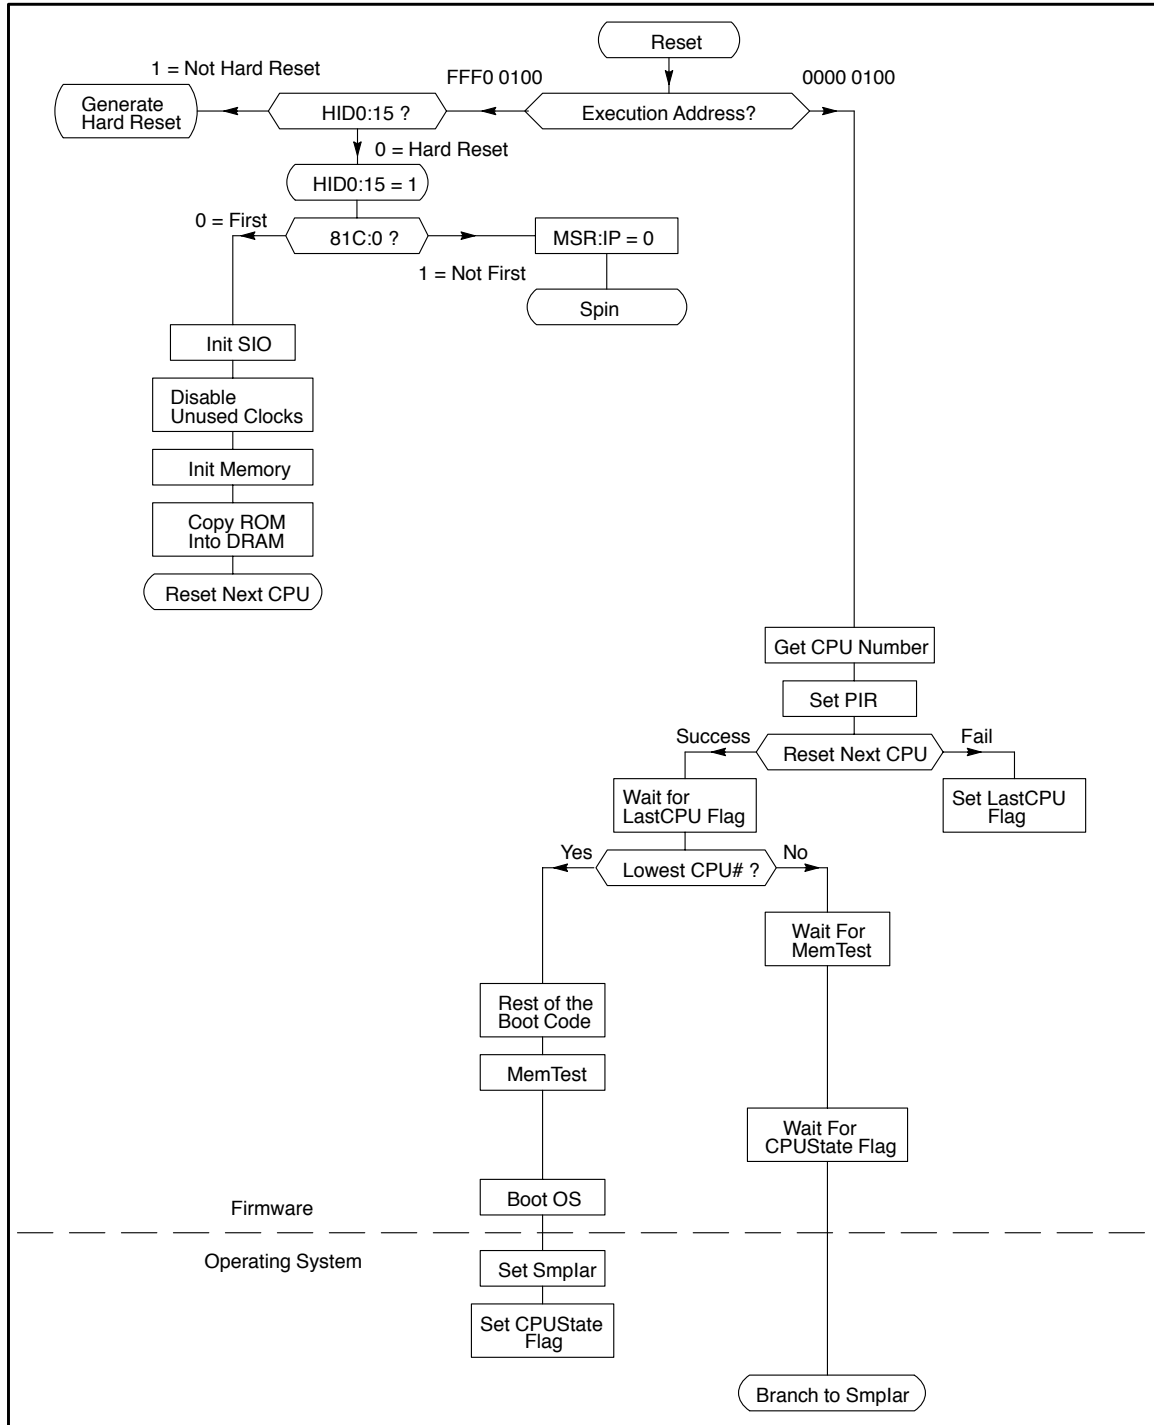 Reset
1 = Not Hard Reset
FFF0 0100
0000 0100
Generate
Hard Reset
HID0:15 ?
Execution Address?
0 = Hard Reset
HID0:15 = 1
0 = First
81C:0 ?
MSR:IP = 0
1 = Not First
Spin
Init SIO
Disable
Unused Clocks
Init Memory
Copy ROM
Into DRAM
Reset Next CPU
Get CPU Number
Set PIR
Success
Reset Next CPU
Fail
Wait for
LastCPU Flag
Set LastCPU
Flag
Yes
Lowest CPU# ?
No
Wait For
MemTest
Rest of the
Boot Code
MemTest
Wait For
CPUState Flag
Boot OS
Firmware
Operating System
Set SmpIar
Set CPUState
Flag
Branch to SmpIar